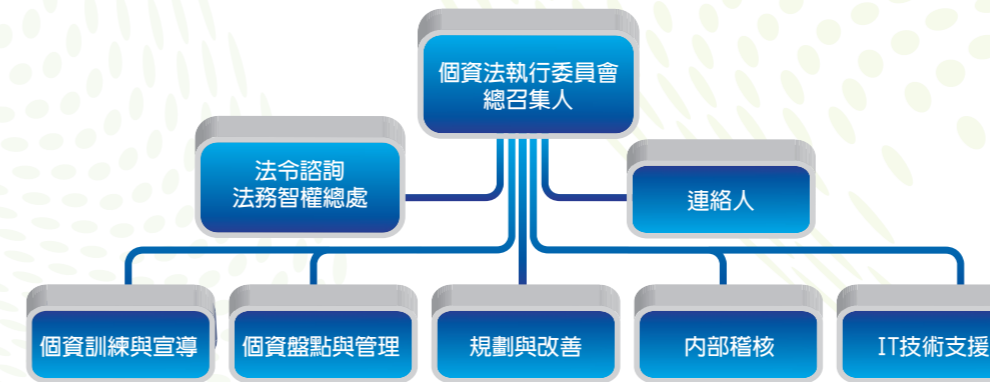 個資法執行委員會
總召集人
法令諮詢
法務智權總處
連絡人
個資訓練與宣導
個資盤點與管理
規劃與改善
內部稽核
IT技術支援